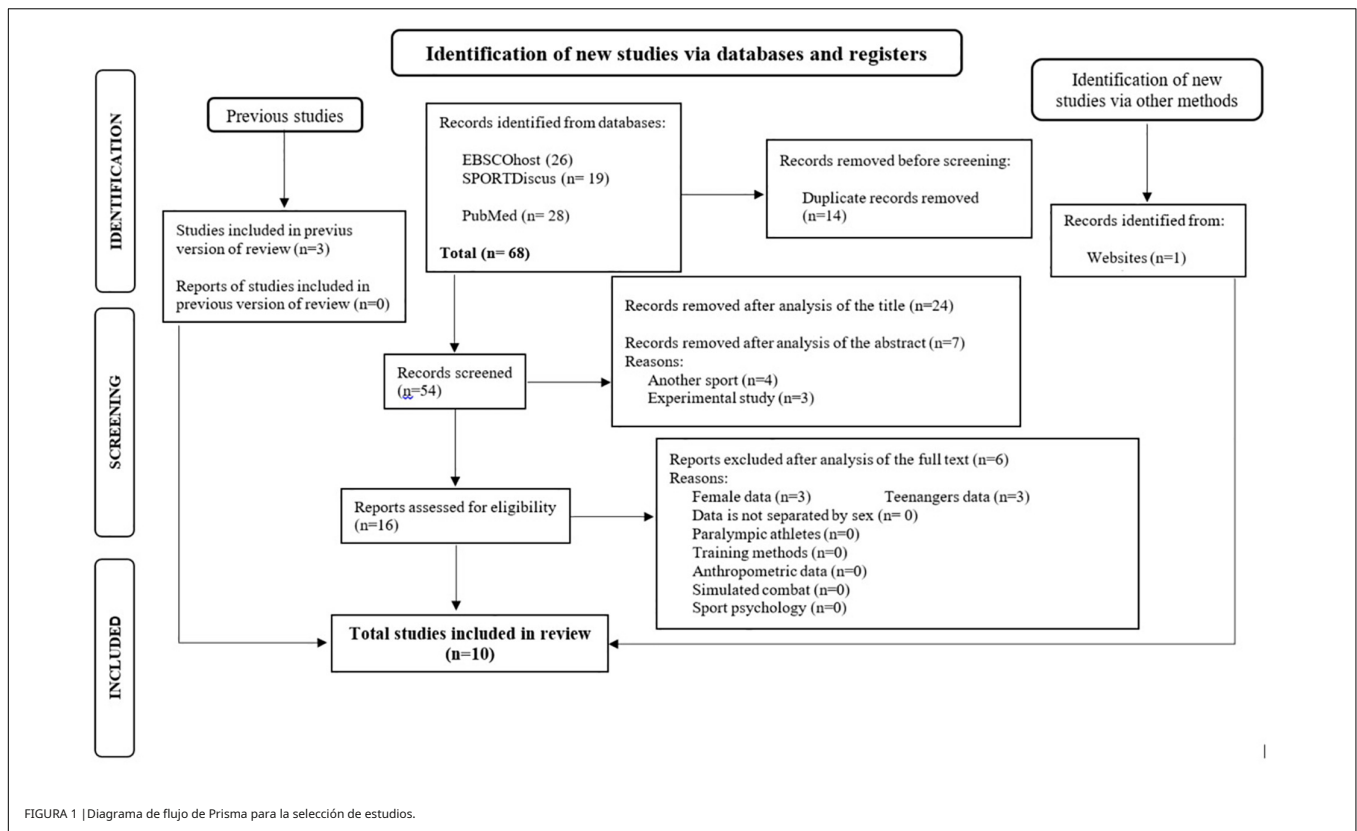 Identification of new studies via databases and registers
IDENTIFICATION
Previous studies
Studies included in previus
version of review (n=3)
Reports of studies included in
previous version of review (n=0)
Records identified from databases:
EBSCOhost (26)
SPORTDiscus (n= 19)
PubMed (n= 28)
Total (n= 68)
Records removed before screening:
Duplicate records removed
(n=14)
Identification of new
studies via other methods
Records identified from:
Websites (n=1)
SCREENING
Records screened
(n=54)
Records removed after analysis of the title (n=24)
Records removed after analysis of the abstract (n=7)
Reasons:
Another sport (n=4)
Experimental study (n=3)
Reports assessed for eligibility
(n=16)
Reports excluded after analysis of the full text (n=6)
Reasons:
Female data (n=3) Teenangers data (n=3)
Data is not separated by sex (n= 0)
Paralympic athletes (n=0)
Training methods (n=0)
Anthropometric data (n=0)
Simulated combat (n=0)
Sport psychology (n=0)
INCLUDED
Total studies included in review
(n=10)
FIGURA 1 |Diagrama de flujo de Prisma para la selección de estudios.